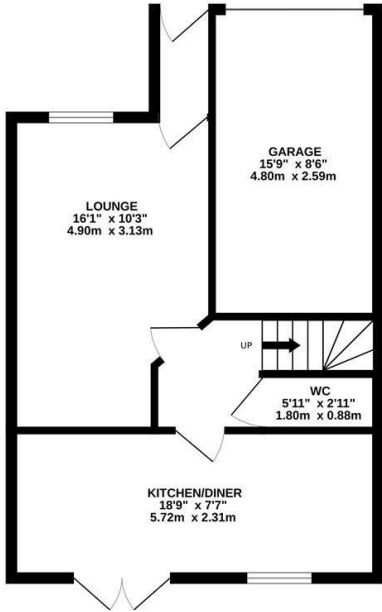 GARAGE
15'9" x 8'6"
4.80m x 2.59m
LOUNGE
16'1" x 10'3"
4.90m x 3.13m
UP
WC
5'11" x 2'11"
1.80m x 0.88m
KITCHEN/DINER
18'9" x 7'7"
5.72m x 2.31m